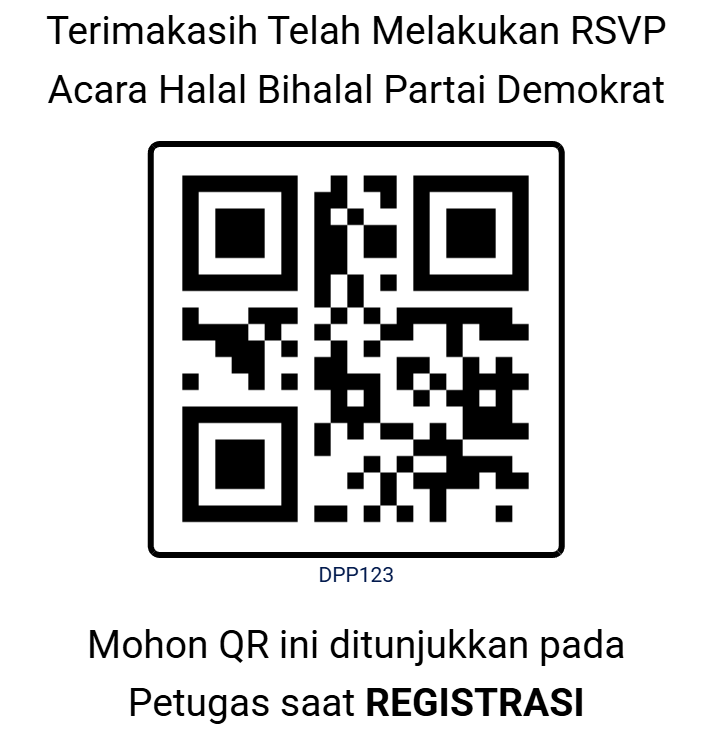 Terimakasih Telah Melakukan RSVP
Acara Halal Bihalal Partai Demokrat
DPP123
Mohon QR ini ditunjukkan pada
Petugas saat REGISTRASI